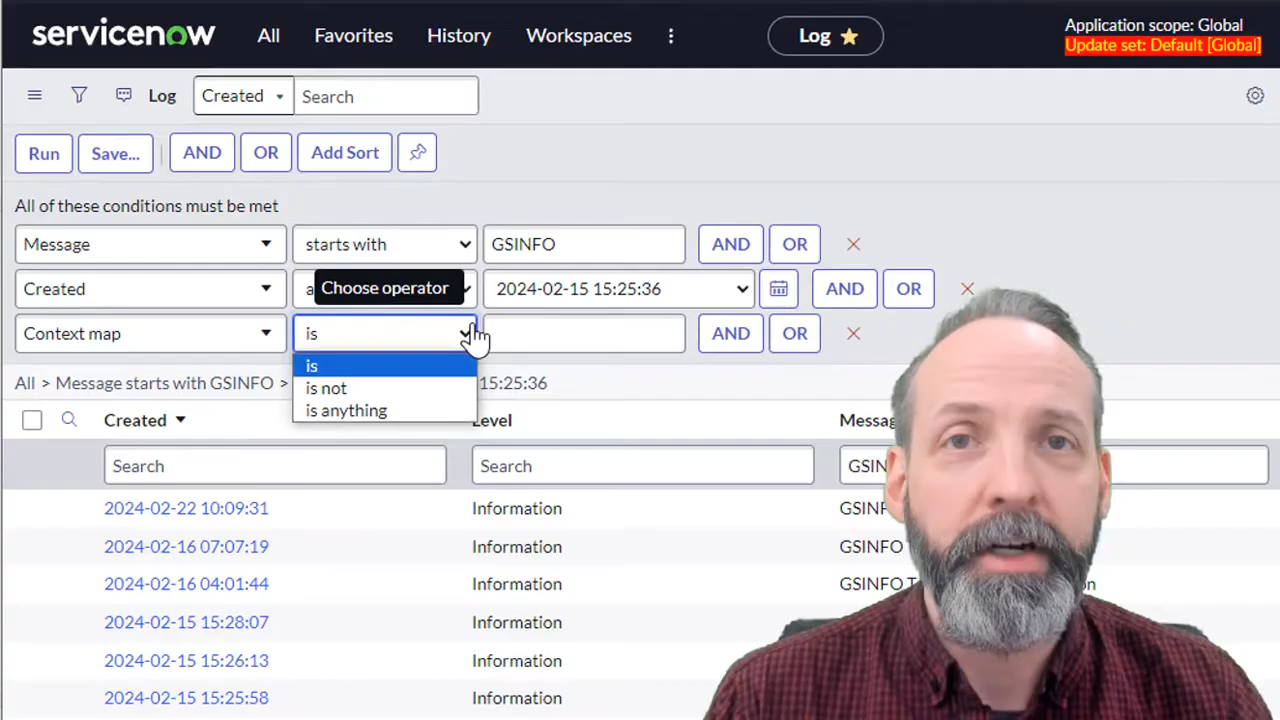 servicenow All Favorites History Workspaces Log Application scope: Global
Update set: Default [Global]
Log Created Search
Run Save... AND OR Add Sort
All of these conditions must be met
Message starts with GSINFO AND OR
Created Choose operator 2024-02-15 15:25:36 AND OR
Context map is AND OR
is
is not
is anything
All > Message starts with GSINFO > 15:25:36
Created Level
Search Search
2024-02-22 10:09:31 Information
2024-02-16 07:07:19 Information GSINFO
2024-02-16 04:01:44 Information GSINFO
2024-02-15 15:28:07 Information
2024-02-15 15:26:13 Information
2024-02-15 15:25:58 Information